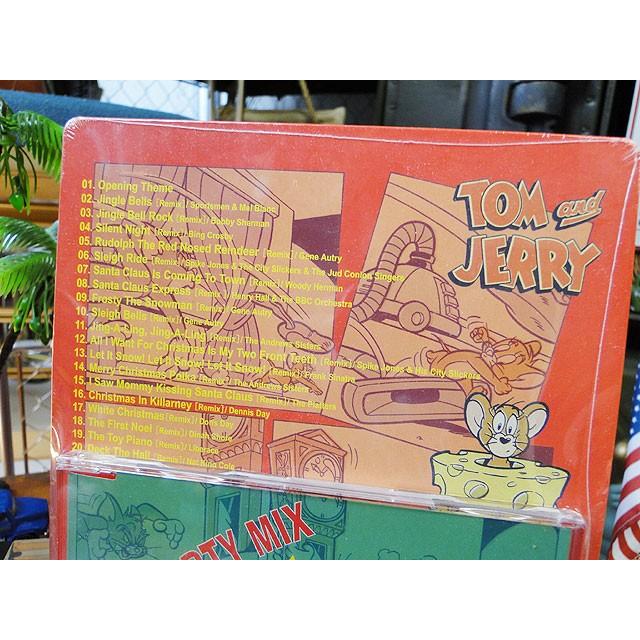 01. Opening Theme
02. Jingle Bells [Remix] / Sportsmen & Mel Blanc
03. Jingle Bell Rock [Remix] / Bobby Sherman
04. Silent Night [Remix] / Bing Crosby
05. Rudolph The Red Nosed Reindeer [Remix] / Gene Autry
06. Sleigh Ride [Remix] / Spike Jones & The City Slickers & The Jud Conlon Singers
07. Santa Claus Is Coming To Town [Remix] / Woody Herman
08. Santa Claus Express [Remix] / Henry Hall & His BBC Orchestra
09. Frosty The Snowman [Remix] / Gene Autry
10. Sleigh Bells [Remix] / Gene Autry
11. Jing-A-Ling, Jing-A-Ling [Remix] / The Andrews Sisters
12. All I Want For Christmas Is My Two Front Teeth [Remix] / Spike Jones & His City Slickers
13. Let It Snow! Let It Snow! Let It Snow! [Remix] / Frank Sinatra
14. Merry Christmas Polka [Remix] / The Andrews Sisters
15. I Saw Mommy Kissing Santa Claus [Remix] / The Platters
16. Christmas In Killarney [Remix] / Dennis Day
17. White Christmas [Remix] / Doris Day
18. The First Noel [Remix] / Dinah Shore
19. The Toy Piano [Remix] / Liberace
20. Deck The Hall [Remix] / Nat King Cole
TOM and
JERRY
RTY MIX